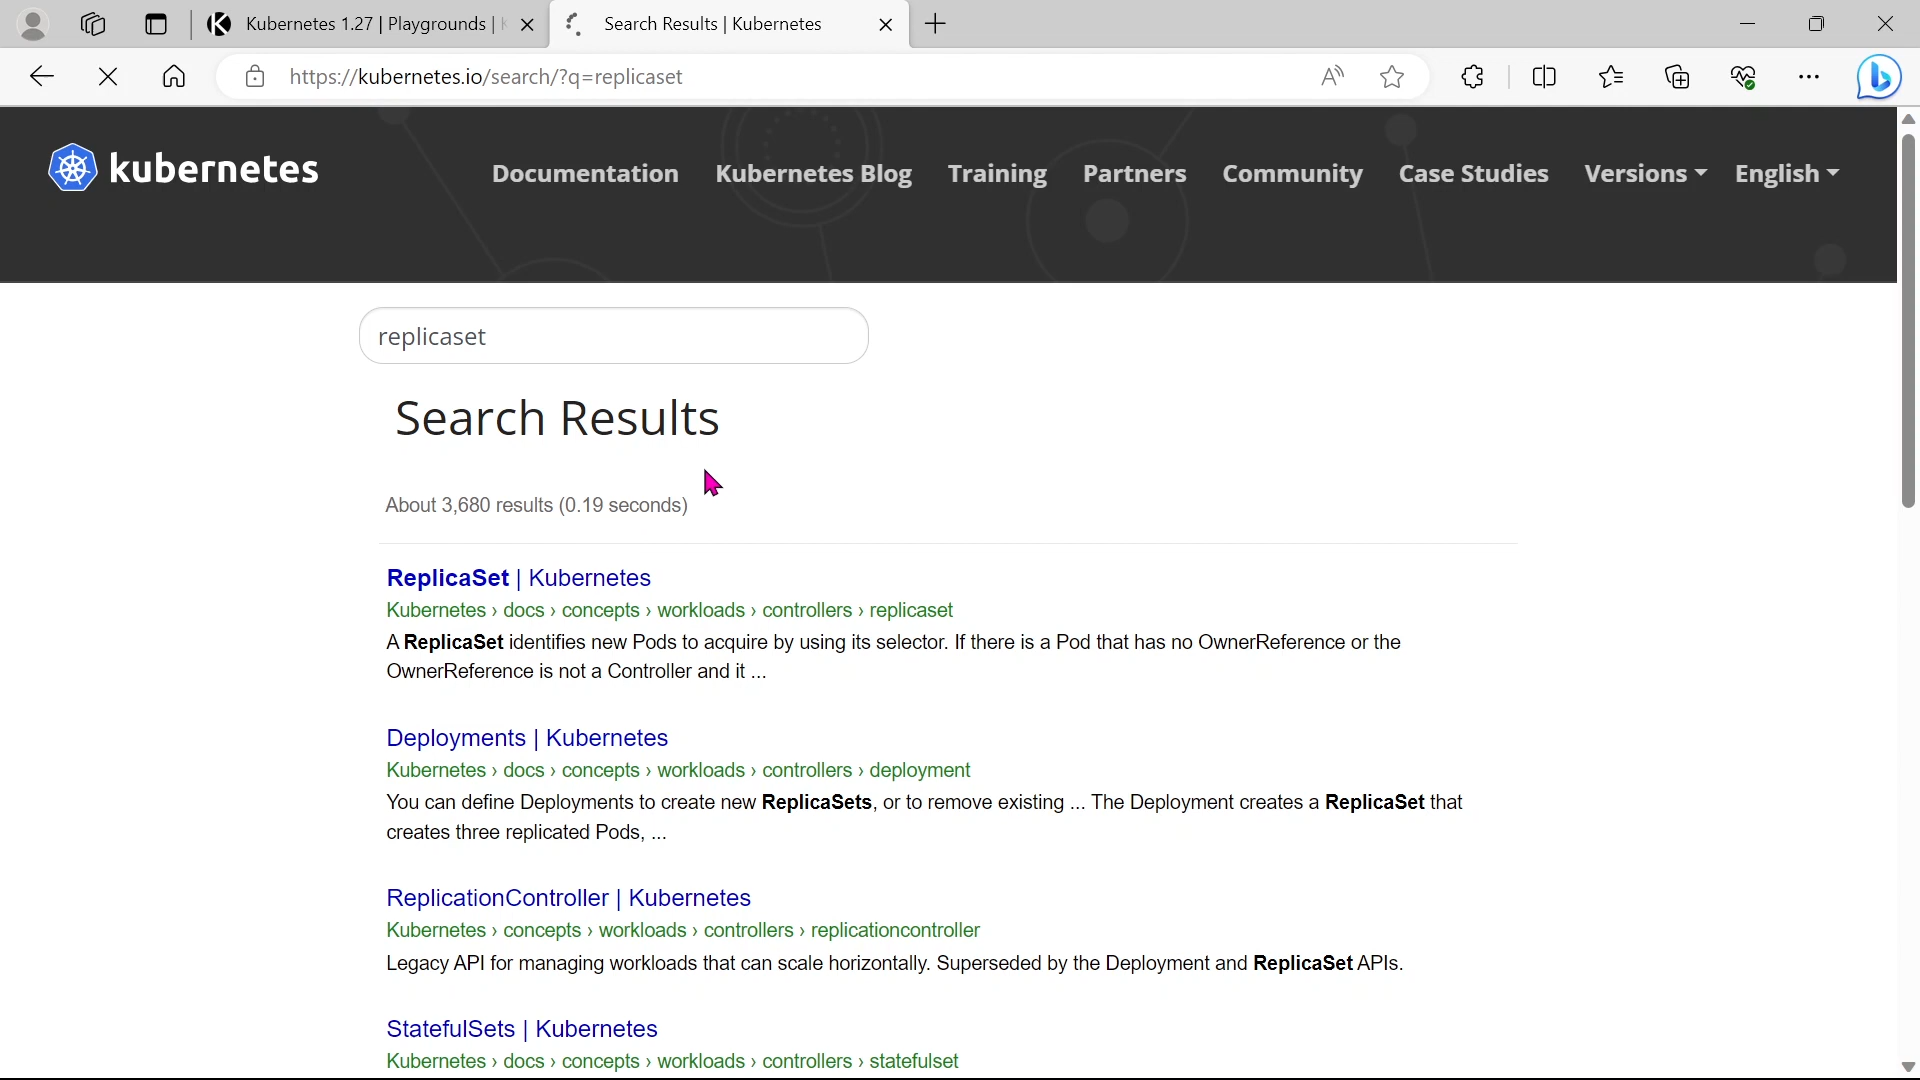 Kubernetes 1.27 | Playgrounds |
Search Results | Kubernetes
https://kubernetes.io/search/?q=replicaset
kubernetes
Documentation
Kubernetes Blog
Training
Partners
Community
Case Studies
Versions
English
replicaset
Search Results
About 3,680 results (0.19 seconds)
ReplicaSet | Kubernetes
Kubernetes › docs › concepts › workloads › controllers › replicaset
A ReplicaSet identifies new Pods to acquire by using its selector. If there is a Pod that has no OwnerReference or the
OwnerReference is not a Controller and it ...
Deployments | Kubernetes
Kubernetes › docs › concepts › workloads › controllers › deployment
You can define Deployments to create new ReplicaSets, or to remove existing ... The Deployment creates a ReplicaSet that
creates three replicated Pods, ...
ReplicationController | Kubernetes
Kubernetes › concepts › workloads › controllers › replicationcontroller
Legacy API for managing workloads that can scale horizontally. Superseded by the Deployment and ReplicaSet APIs.
StatefulSets | Kubernetes
Kubernetes › docs › concepts › workloads › controllers › statefulset